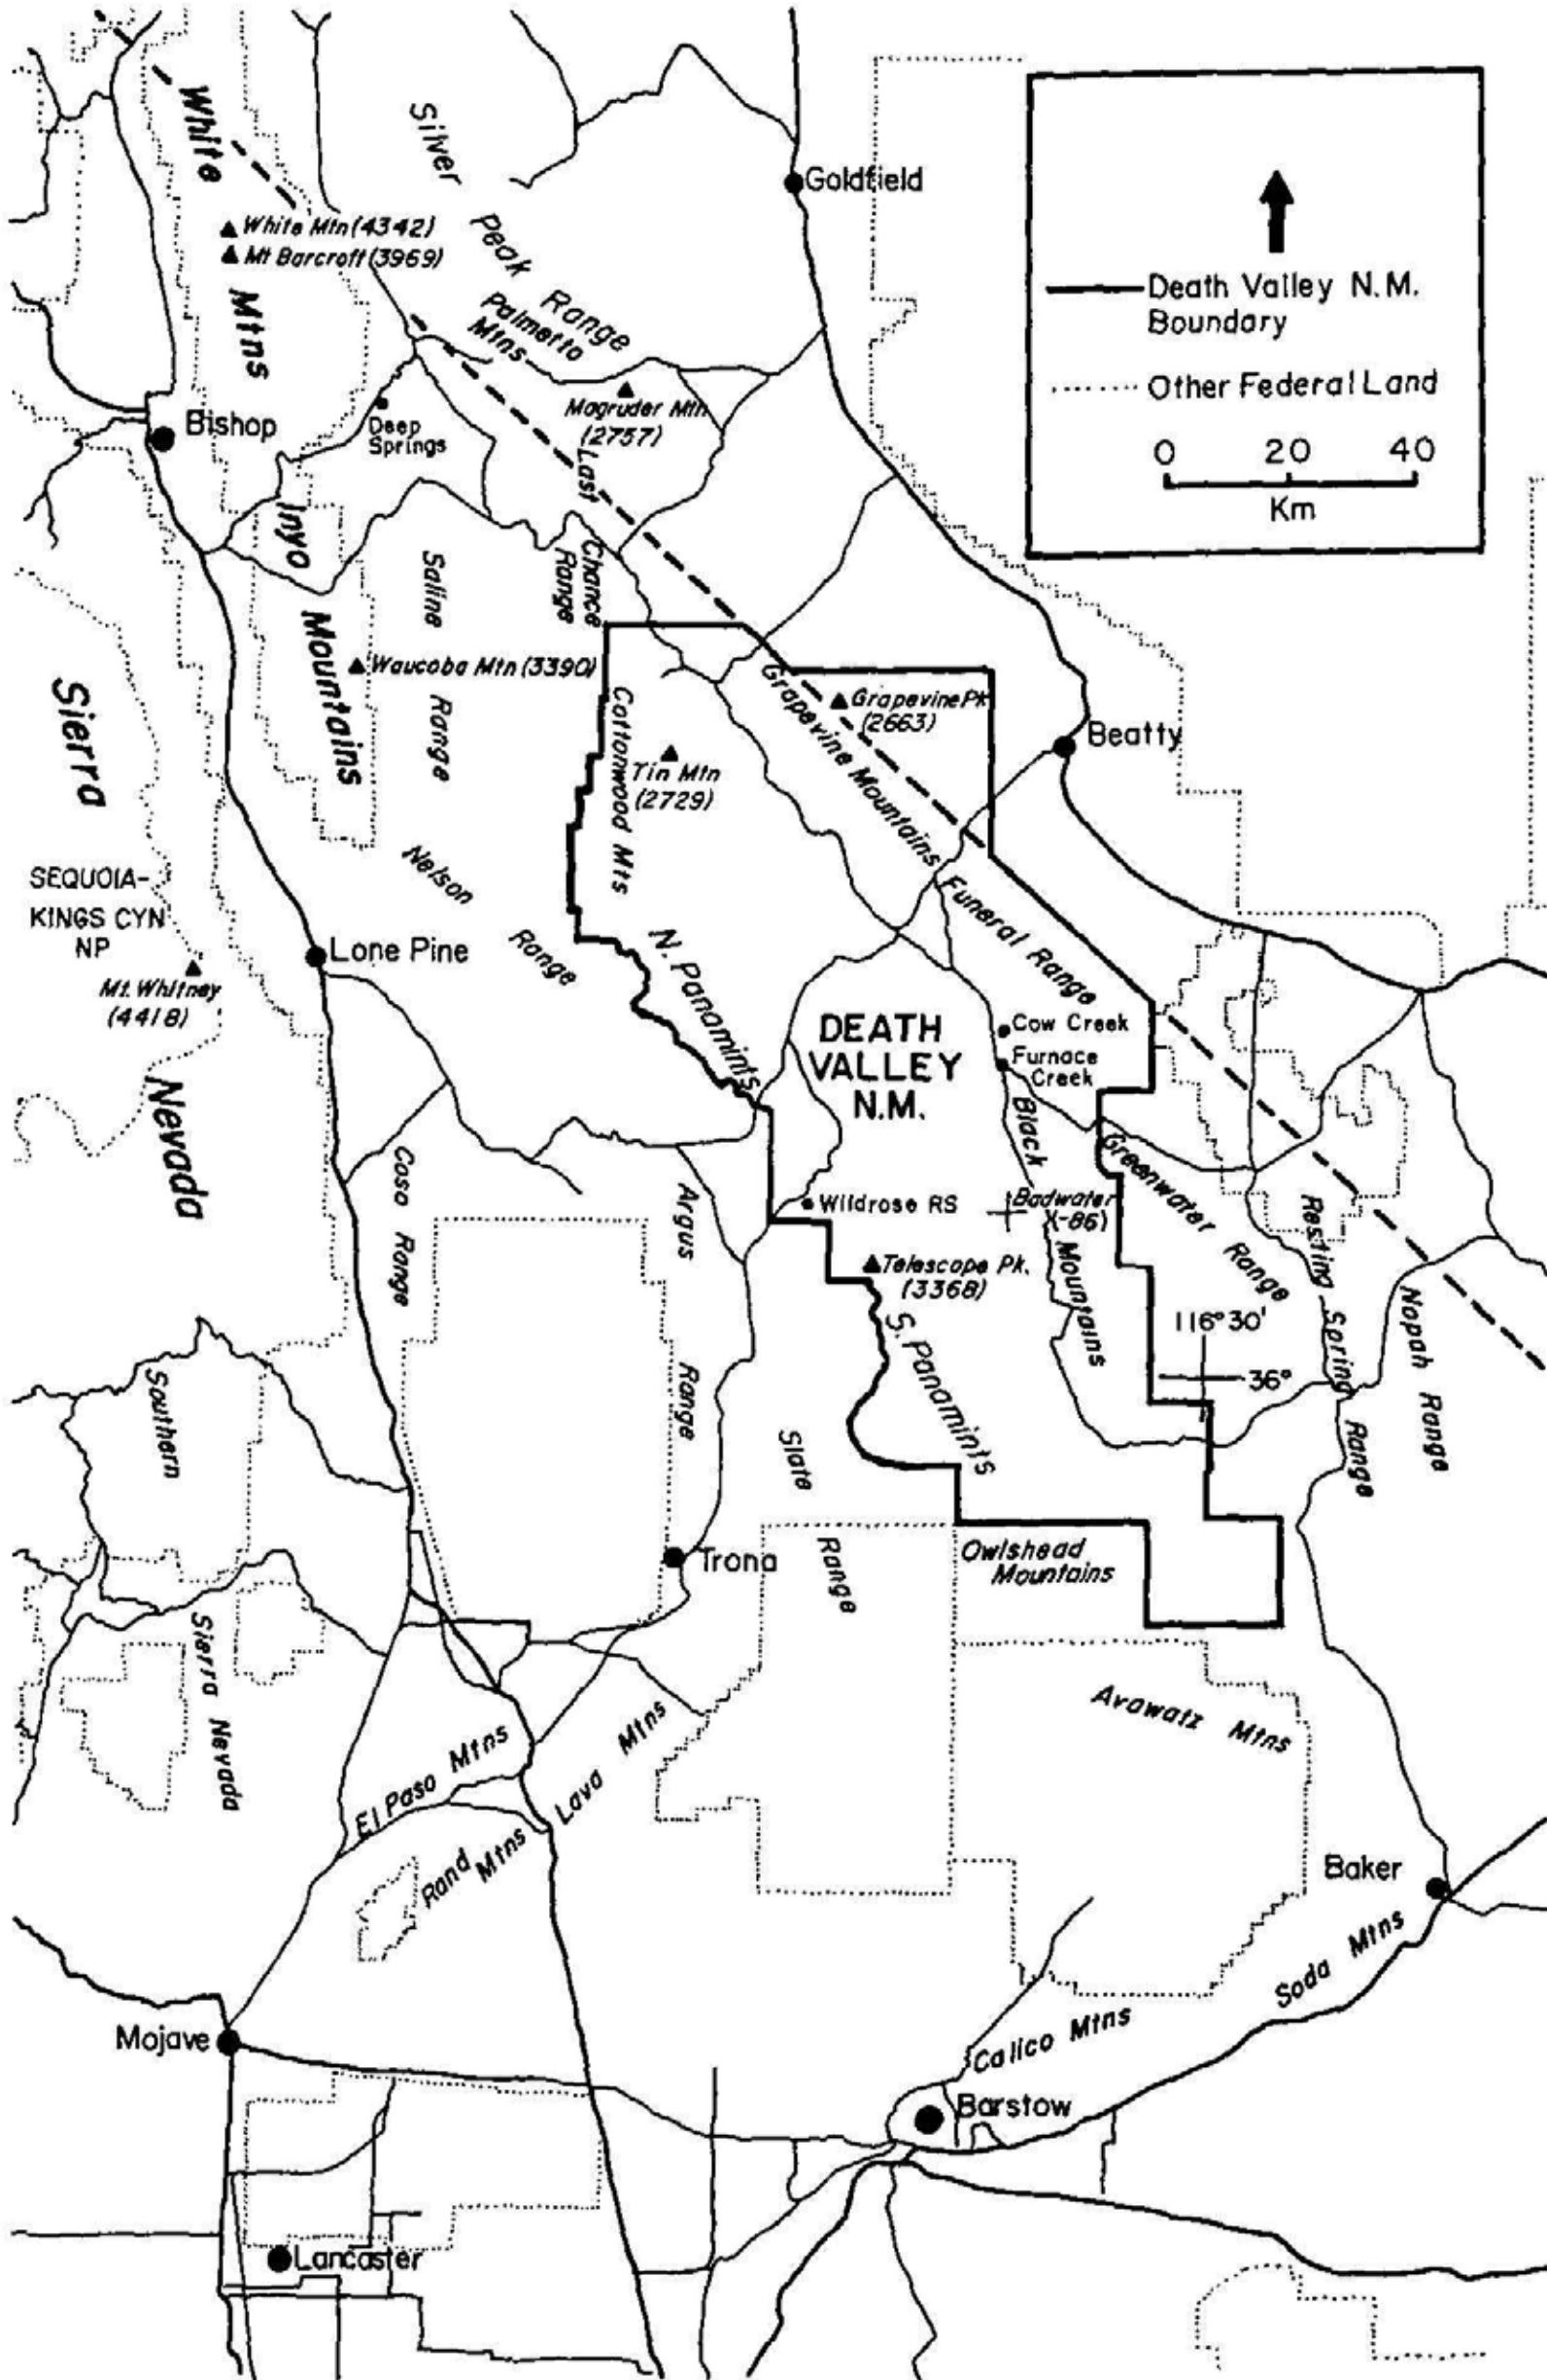 White
Mtns
Silver
Peak
Range
Goldfield
White Mtn (4342)
Mt Barcroft (3969)
Palmetto
Mtns
Death Valley N.M.
Boundary
Other Federal Land
0 20 40
Km
Magruder Mtn
(2757)
Bishop
Deep
Springs
Last
Chance
Range
Inyo
Mountains
Saline
Range
Waucoba Mtn (3390)
Sierra
Nevada
Cottonwood Mts
Tin Mtn
(2729)
Grapevine Pk
(2663)
Grapevine Mountains
Beatty
Nelson
Range
SEQUOIA-
KINGS CYN
NP
Mt. Whitney
(4418)
Lone Pine
N. Panamints
Funeral Range
DEATH
VALLEY
N.M.
Cow Creek
Furnace
Creek
Black
Mountains
Greenwater Range
Coso Range
Argus
Range
Wildrose RS
Badwater
(-86)
Telescope Pk.
(3368)
S. Panamints
Resting Spring
Range
Nopah Range
116° 30'
36°
Southern
Sierra Nevada
Slate
Range
Trona
Owlshead
Mountains
Avawatz Mtns
El Paso Mtns
Lava Mtns
Rand Mtns
Baker
Soda Mtns
Mojave
Calico Mtns
Barstow
Lancaster